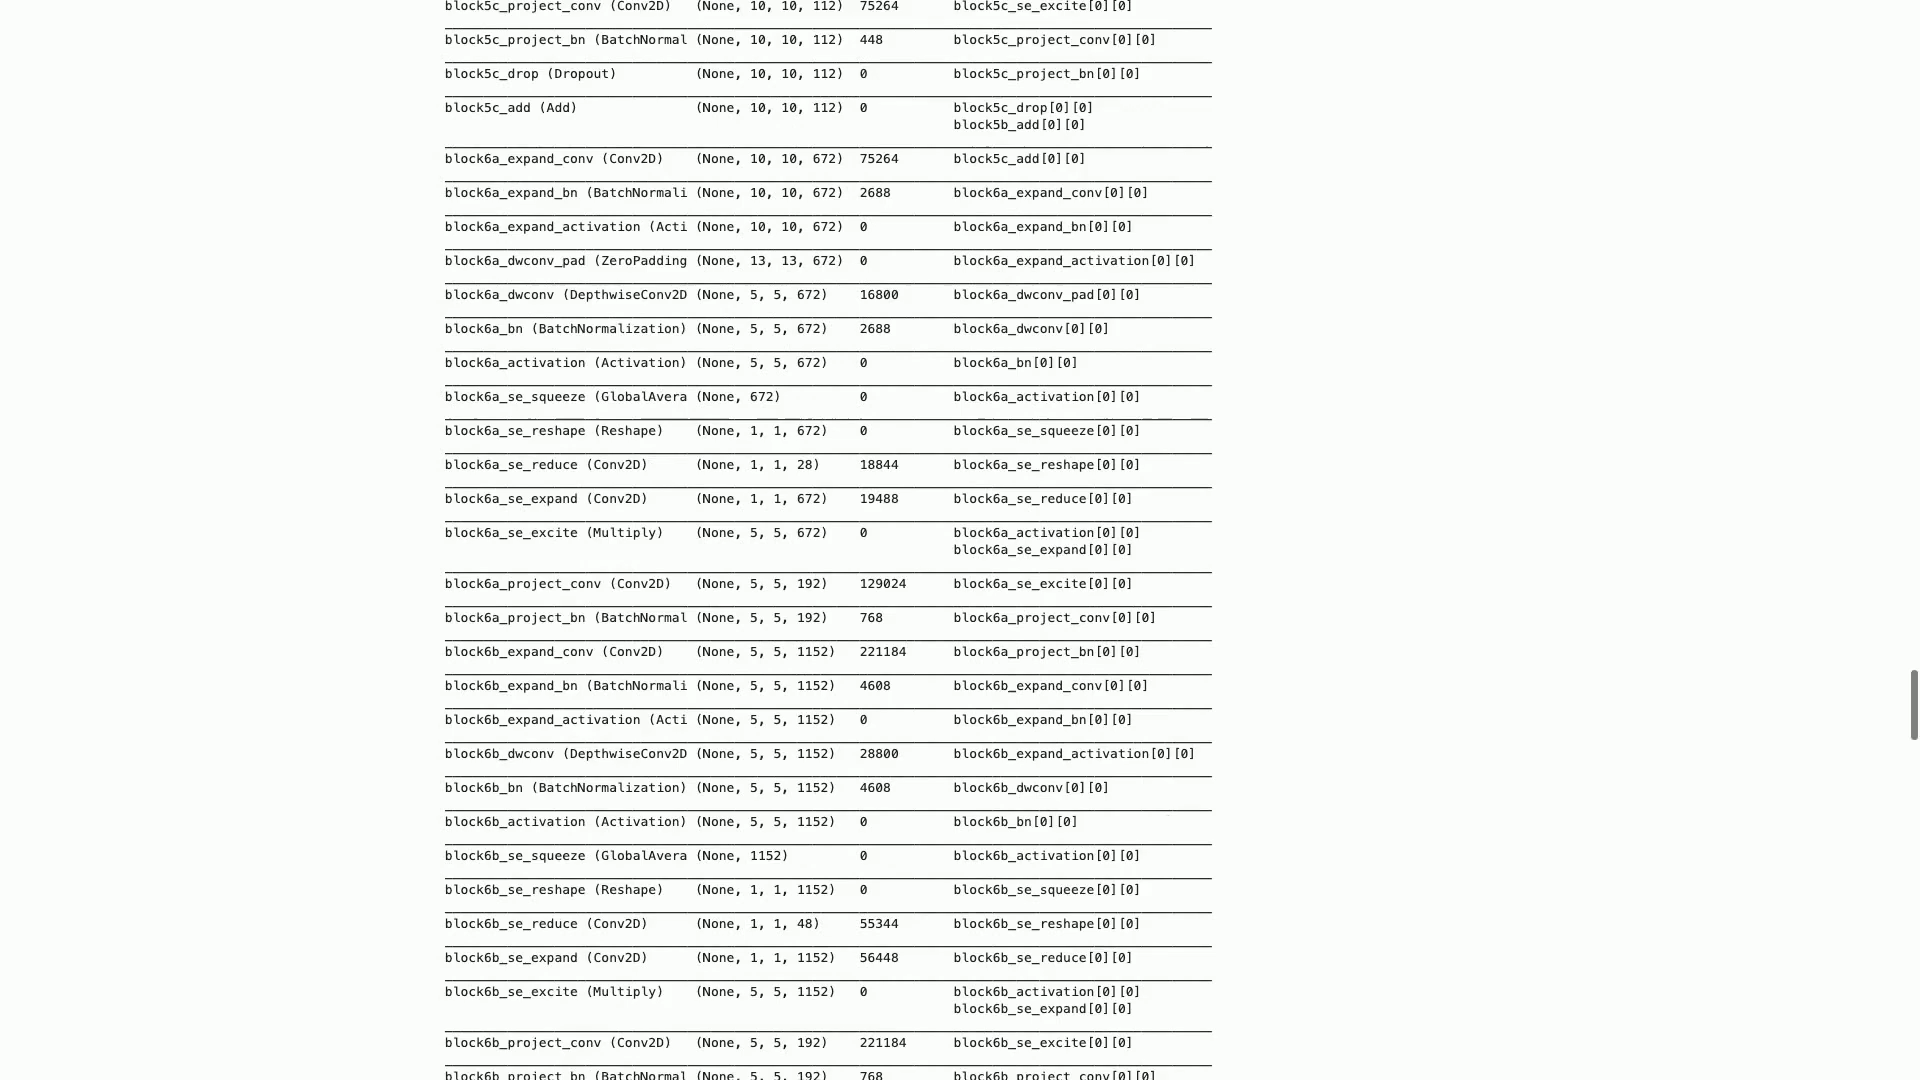 block5c_project_conv (Conv2D) (None, 10, 10, 112) 75264 block5c_se_excite[0][0]
block5c_project_bn (BatchNormal (None, 10, 10, 112) 448 block5c_project_conv[0][0]
block5c_drop (Dropout) (None, 10, 10, 112) 0 block5c_project_bn[0][0]
block5c_add (Add) (None, 10, 10, 112) 0 block5c_drop[0][0]
block5b_add[0][0]
block6a_expand_conv (Conv2D) (None, 10, 10, 672) 75264 block5c_add[0][0]
block6a_expand_bn (BatchNormali (None, 10, 10, 672) 2688 block6a_expand_conv[0][0]
block6a_expand_activation (Acti (None, 10, 10, 672) 0 block6a_expand_bn[0][0]
block6a_dwconv_pad (ZeroPadding (None, 13, 13, 672) 0 block6a_expand_activation[0][0]
block6a_dwconv (DepthwiseConv2D (None, 5, 5, 672) 16800 block6a_dwconv_pad[0][0]
block6a_bn (BatchNormalization) (None, 5, 5, 672) 2688 block6a_dwconv[0][0]
block6a_activation (Activation) (None, 5, 5, 672) 0 block6a_bn[0][0]
block6a_se_squeeze (GlobalAvera (None, 672) 0 block6a_activation[0][0]
block6a_se_reshape (Reshape) (None, 1, 1, 672) 0 block6a_se_squeeze[0][0]
block6a_se_reduce (Conv2D) (None, 1, 1, 28) 18844 block6a_se_reshape[0][0]
block6a_se_expand (Conv2D) (None, 1, 1, 672) 19488 block6a_se_reduce[0][0]
block6a_se_excite (Multiply) (None, 5, 5, 672) 0 block6a_activation[0][0]
block6a_se_expand[0][0]
block6a_project_conv (Conv2D) (None, 5, 5, 192) 129024 block6a_se_excite[0][0]
block6a_project_bn (BatchNormal (None, 5, 5, 192) 768 block6a_project_conv[0][0]
block6b_expand_conv (Conv2D) (None, 5, 5, 1152) 221184 block6a_project_bn[0][0]
block6b_expand_bn (BatchNormali (None, 5, 5, 1152) 4608 block6b_expand_conv[0][0]
block6b_expand_activation (Acti (None, 5, 5, 1152) 0 block6b_expand_bn[0][0]
block6b_dwconv (DepthwiseConv2D (None, 5, 5, 1152) 28800 block6b_expand_activation[0][0]
block6b_bn (BatchNormalization) (None, 5, 5, 1152) 4608 block6b_dwconv[0][0]
block6b_activation (Activation) (None, 5, 5, 1152) 0 block6b_bn[0][0]
block6b_se_squeeze (GlobalAvera (None, 1152) 0 block6b_activation[0][0]
block6b_se_reshape (Reshape) (None, 1, 1, 1152) 0 block6b_se_squeeze[0][0]
block6b_se_reduce (Conv2D) (None, 1, 1, 48) 55344 block6b_se_reshape[0][0]
block6b_se_expand (Conv2D) (None, 1, 1, 1152) 56448 block6b_se_reduce[0][0]
block6b_se_excite (Multiply) (None, 5, 5, 1152) 0 block6b_activation[0][0]
block6b_se_expand[0][0]
block6b_project_conv (Conv2D) (None, 5, 5, 192) 221184 block6b_se_excite[0][0]
block6b_project_bn (BatchNormal (None, 5, 5, 192) 768 block6b_project_conv[0][0]